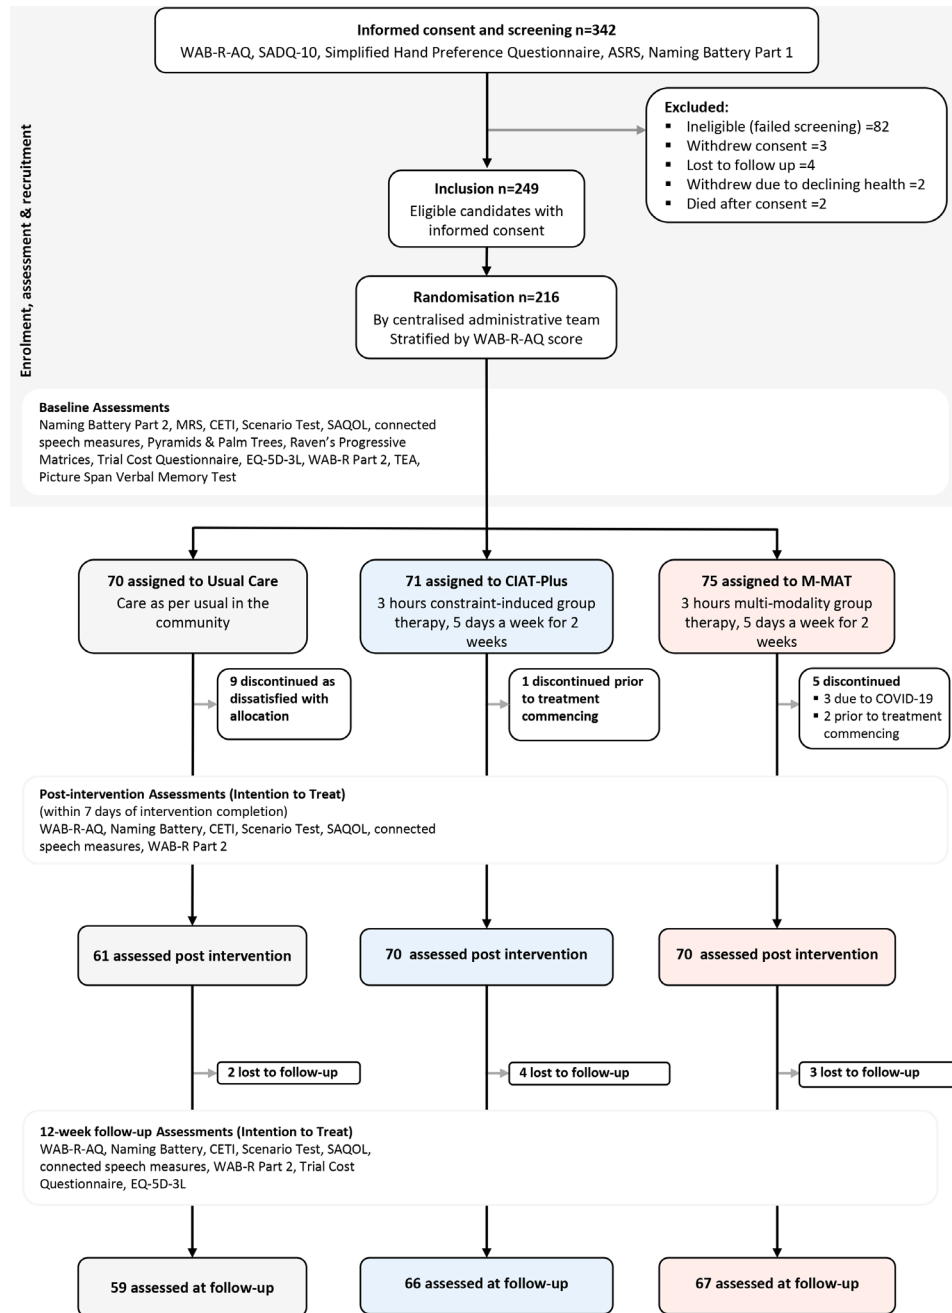 Informed consent and screening n=342
WAB-R-AQ, SADQ-10, Simplified Hand Preference Questionnaire, ASRS, Naming Battery Part 1
Enrolment, assessment & recruitment
Excluded:
▪ Ineligible (failed screening) =82
▪ Withdrew consent =3
▪ Lost to follow up =4
▪ Withdrew due to declining health =2
▪ Died after consent =2
Inclusion n=249
Eligible candidates with
informed consent
Randomisation n=216
By centralised administrative team
Stratified by WAB-R-AQ score
Baseline Assessments
Naming Battery Part 2, MRS, CETI, Scenario Test, SAQOL, connected
speech measures, Pyramids & Palm Trees, Raven's Progressive
Matrices, Trial Cost Questionnaire, EQ-5D-3L, WAB-R Part 2, TEA,
Picture Span Verbal Memory Test
70 assigned to Usual Care
Care as per usual in the
community
71 assigned to CIAT-Plus
3 hours constraint-induced group
therapy, 5 days a week for 2
weeks
75 assigned to M-MAT
3 hours multi-modality group
therapy, 5 days a week for 2
weeks
9 discontinued as
dissatisfied with
allocation
1 discontinued prior
to treatment
commencing
5 discontinued
▪ 3 due to COVID-19
▪ 2 prior to treatment
commencing
Post-intervention Assessments (Intention to Treat)
(within 7 days of intervention completion)
WAB-R-AQ, Naming Battery, CETI, Scenario Test, SAQOL, connected
speech measures, WAB-R Part 2
61 assessed post intervention
70 assessed post intervention
70 assessed post intervention
2 lost to follow-up
4 lost to follow-up
3 lost to follow-up
12-week follow-up Assessments (Intention to Treat)
WAB-R-AQ, Naming Battery, CETI, Scenario Test, SAQOL,
connected speech measures, WAB-R Part 2, Trial Cost
Questionnaire, EQ-5D-3L
59 assessed at follow-up
66 assessed at follow-up
67 assessed at follow-up